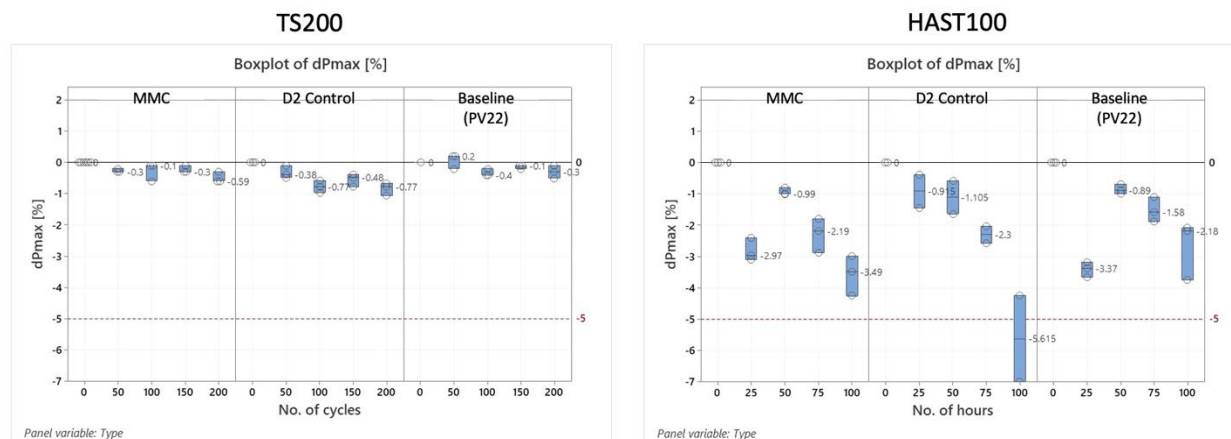 TS200
Boxplot of dPmax [%]
MMC
D2 Control
Baseline
(PV22)
dPmax [%]
2
1
0
-1
-2
-3
-4
-5
-6
-7
0
-0.3
-0.1
-0.3
-0.59
0
-0.38
-0.77
-0.48
-0.77
0
0.2
-0.4
-0.1
-0.3
0
-5
0 50 100 150 200 0 50 100 150 200 0 50 100 150 200
No. of cycles
Panel variable: Type
HAST100
Boxplot of dPmax [%]
MMC
D2 Control
Baseline
(PV22)
dPmax [%]
2
1
0
-1
-2
-3
-4
-5
-6
-7
0
-2.97
-0.99
-2.19
-3.49
0
-0.915
-1.105
-2.3
-5.615
0
-3.37
-0.89
-1.58
-2.18
0
-5
0 25 50 75 100 0 25 50 75 100 0 25 50 75 100
No. of hours
Panel variable: Type